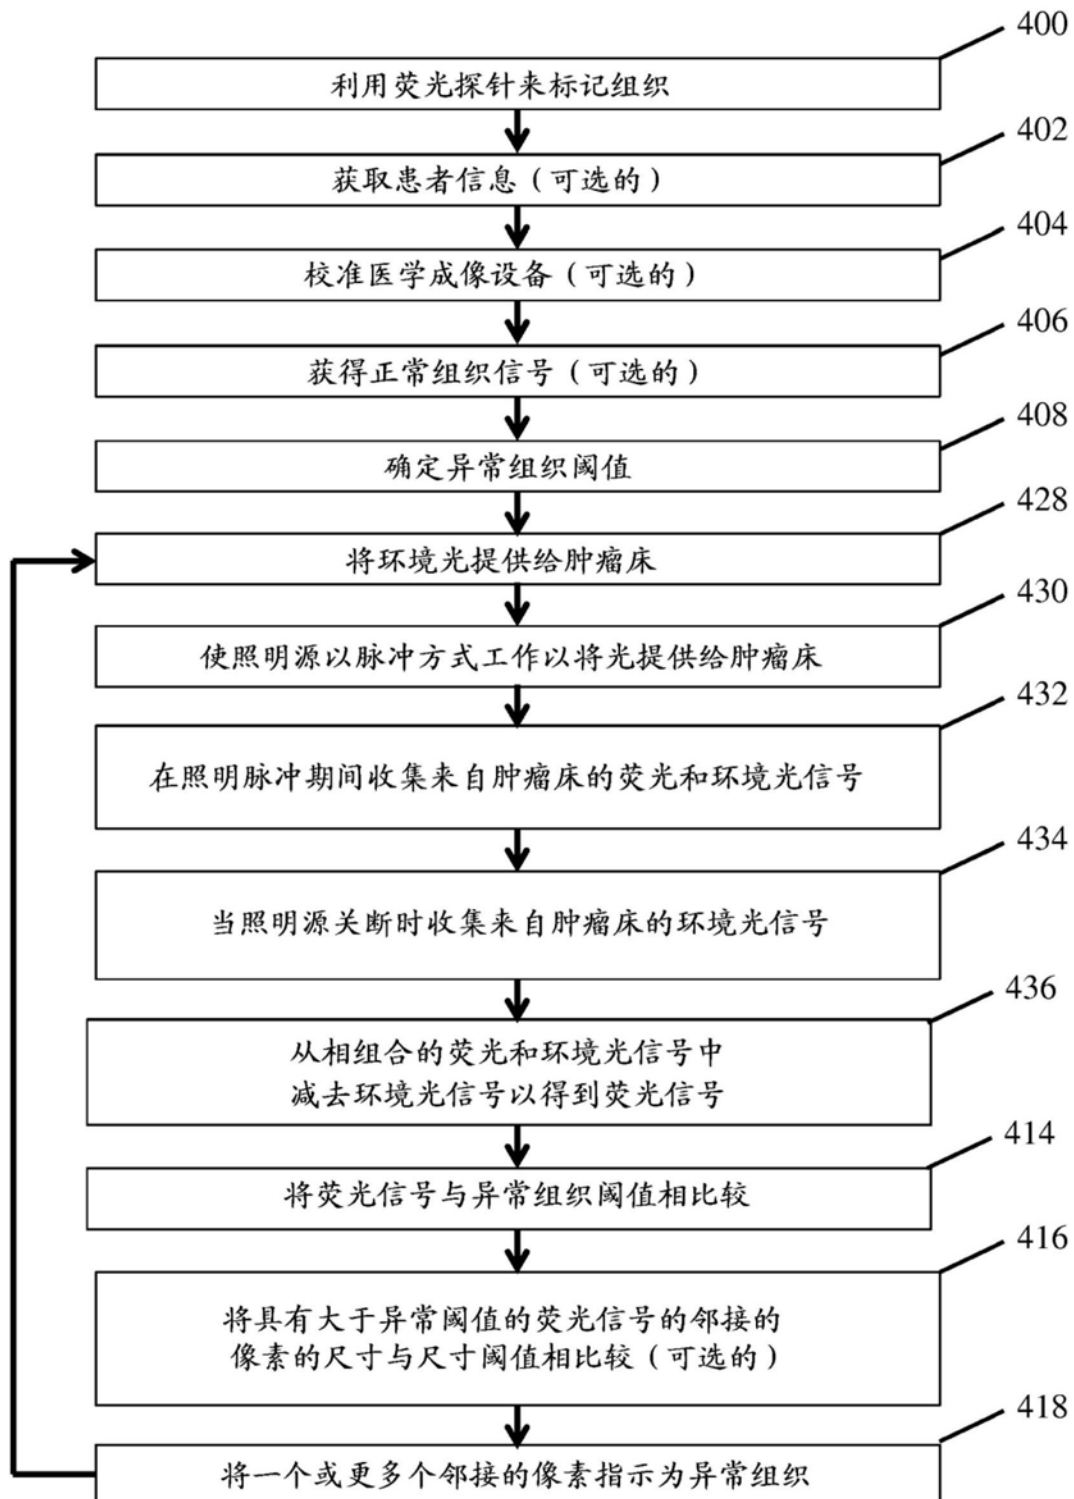 400
利用荧光探针来标记组织
402
获取患者信息（可选的）
404
校准医学成像设备（可选的）
406
获得正常组织信号（可选的）
408
确定异常组织阈值
428
将环境光提供给肿瘤床
430
使照明源以脉冲方式工作以将光提供给肿瘤床
432
在照明脉冲期间收集来自肿瘤床的荧光和环境光信号
434
当照明源关断时收集来自肿瘤床的环境光信号
436
从相组合的荧光和环境光信号中
减去环境光信号以得到荧光信号
414
将荧光信号与异常组织阈值相比较
416
将具有大于异常阈值的荧光信号的邻接的
像素的尺寸与尺寸阈值相比较（可选的）
418
将一个或更多个邻接的像素指示为异常组织